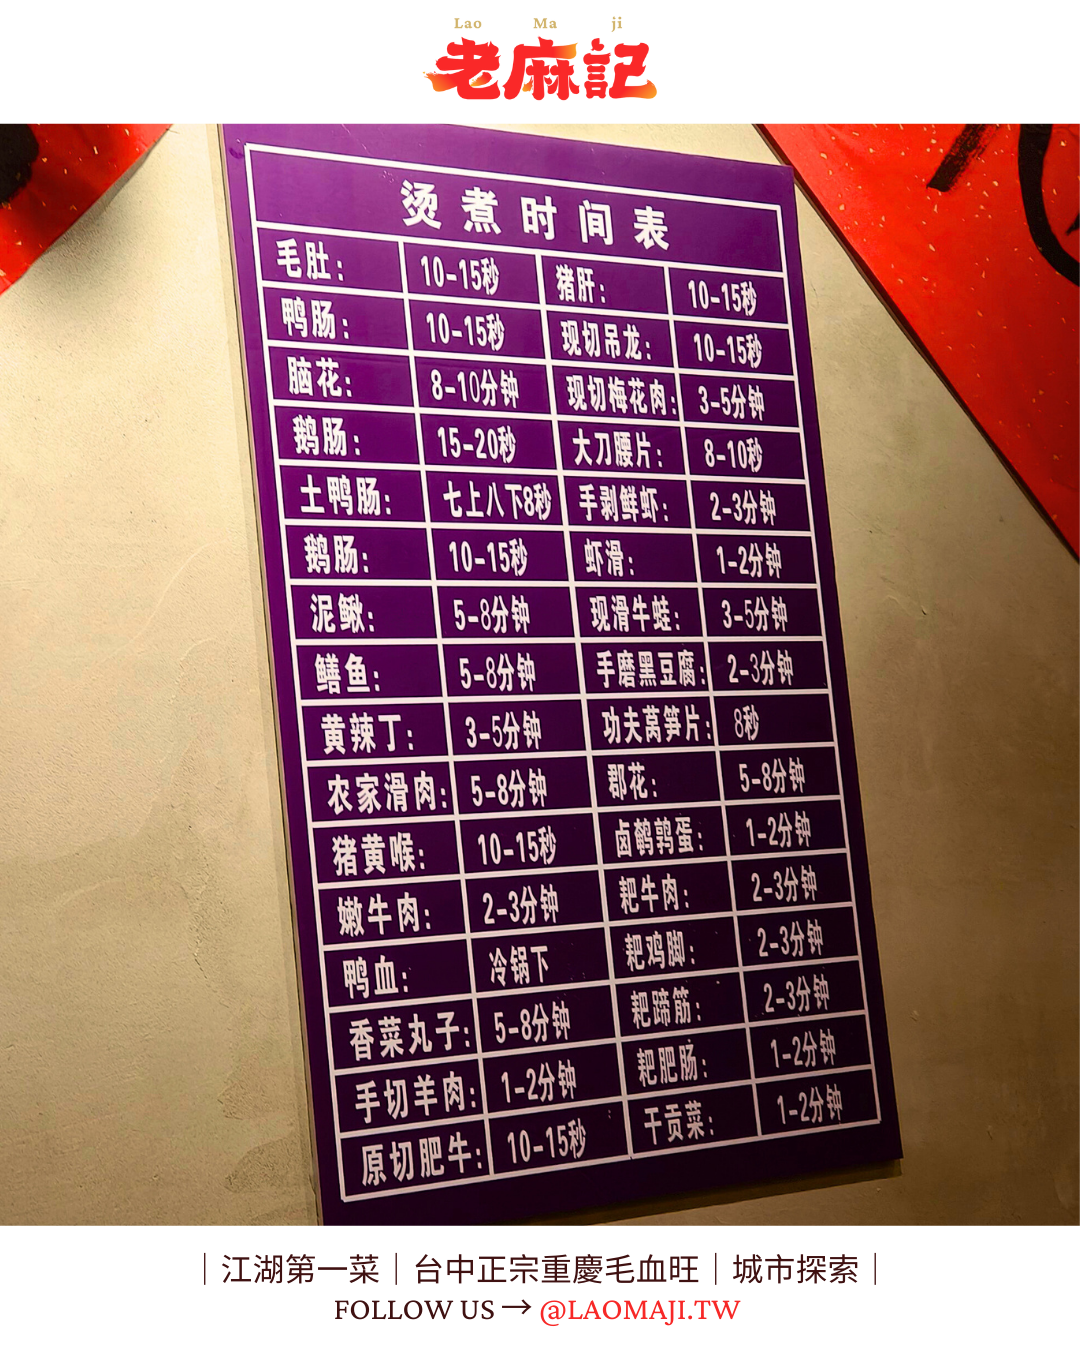 Lao Ma ji
老麻記
烫煮时间表
毛肚： 10-15秒 猪肝： 10-15秒
鸭肠： 10-15秒 现切吊龙： 10-15秒
脑花： 8-10分钟 现切梅花肉： 3-5分钟
鹅肠： 15-20秒 大刀腰片： 8-10秒
土鸭肠： 七上八下8秒 手剥鲜虾： 2-3分钟
鹅肠： 10-15秒 虾滑： 1-2分钟
泥鳅： 5-8分钟 现滑牛蛙： 3-5分钟
鳝鱼： 5-8分钟 手磨黑豆腐： 2-3分钟
黄辣丁： 3-5分钟 功夫莴笋片： 8秒
农家滑肉： 5-8分钟 郡花： 5-8分钟
猪黄喉： 10-15秒 卤鹌鹑蛋： 1-2分钟
嫩牛肉： 2-3分钟 耙牛肉： 2-3分钟
鸭血： 冷锅下 耙鸡脚： 2-3分钟
香菜丸子： 5-8分钟 耙蹄筋： 2-3分钟
手切羊肉： 1-2分钟 耙肥肠： 1-2分钟
原切肥牛： 10-15秒 干贡菜： 1-2分钟
｜江湖第一菜｜台中正宗重慶毛血旺｜城市探索｜
FOLLOW US → @LAOMAJI.TW